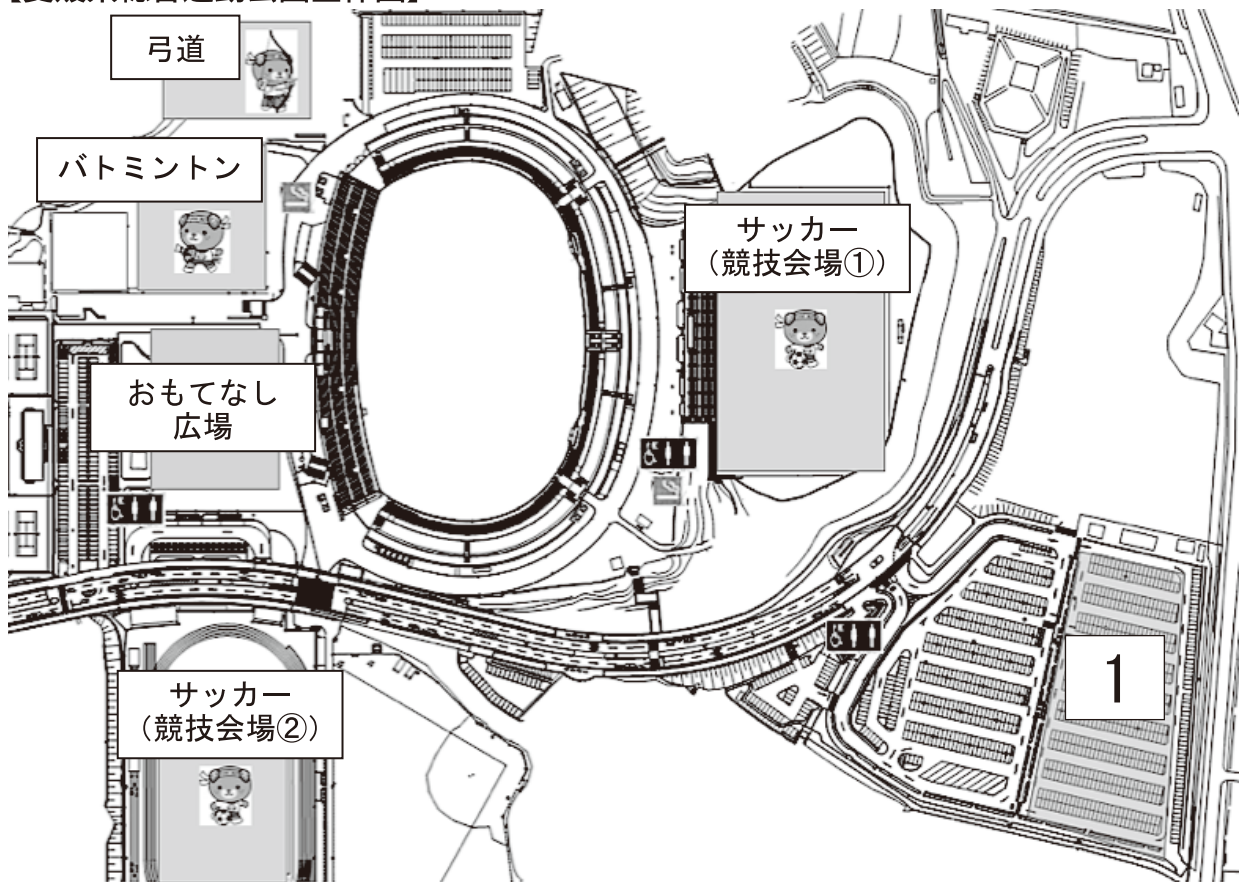 弓道
バトミントン
サッカー
（競技会場①）
おもてなし
広場
サッカー
（競技会場②）
1